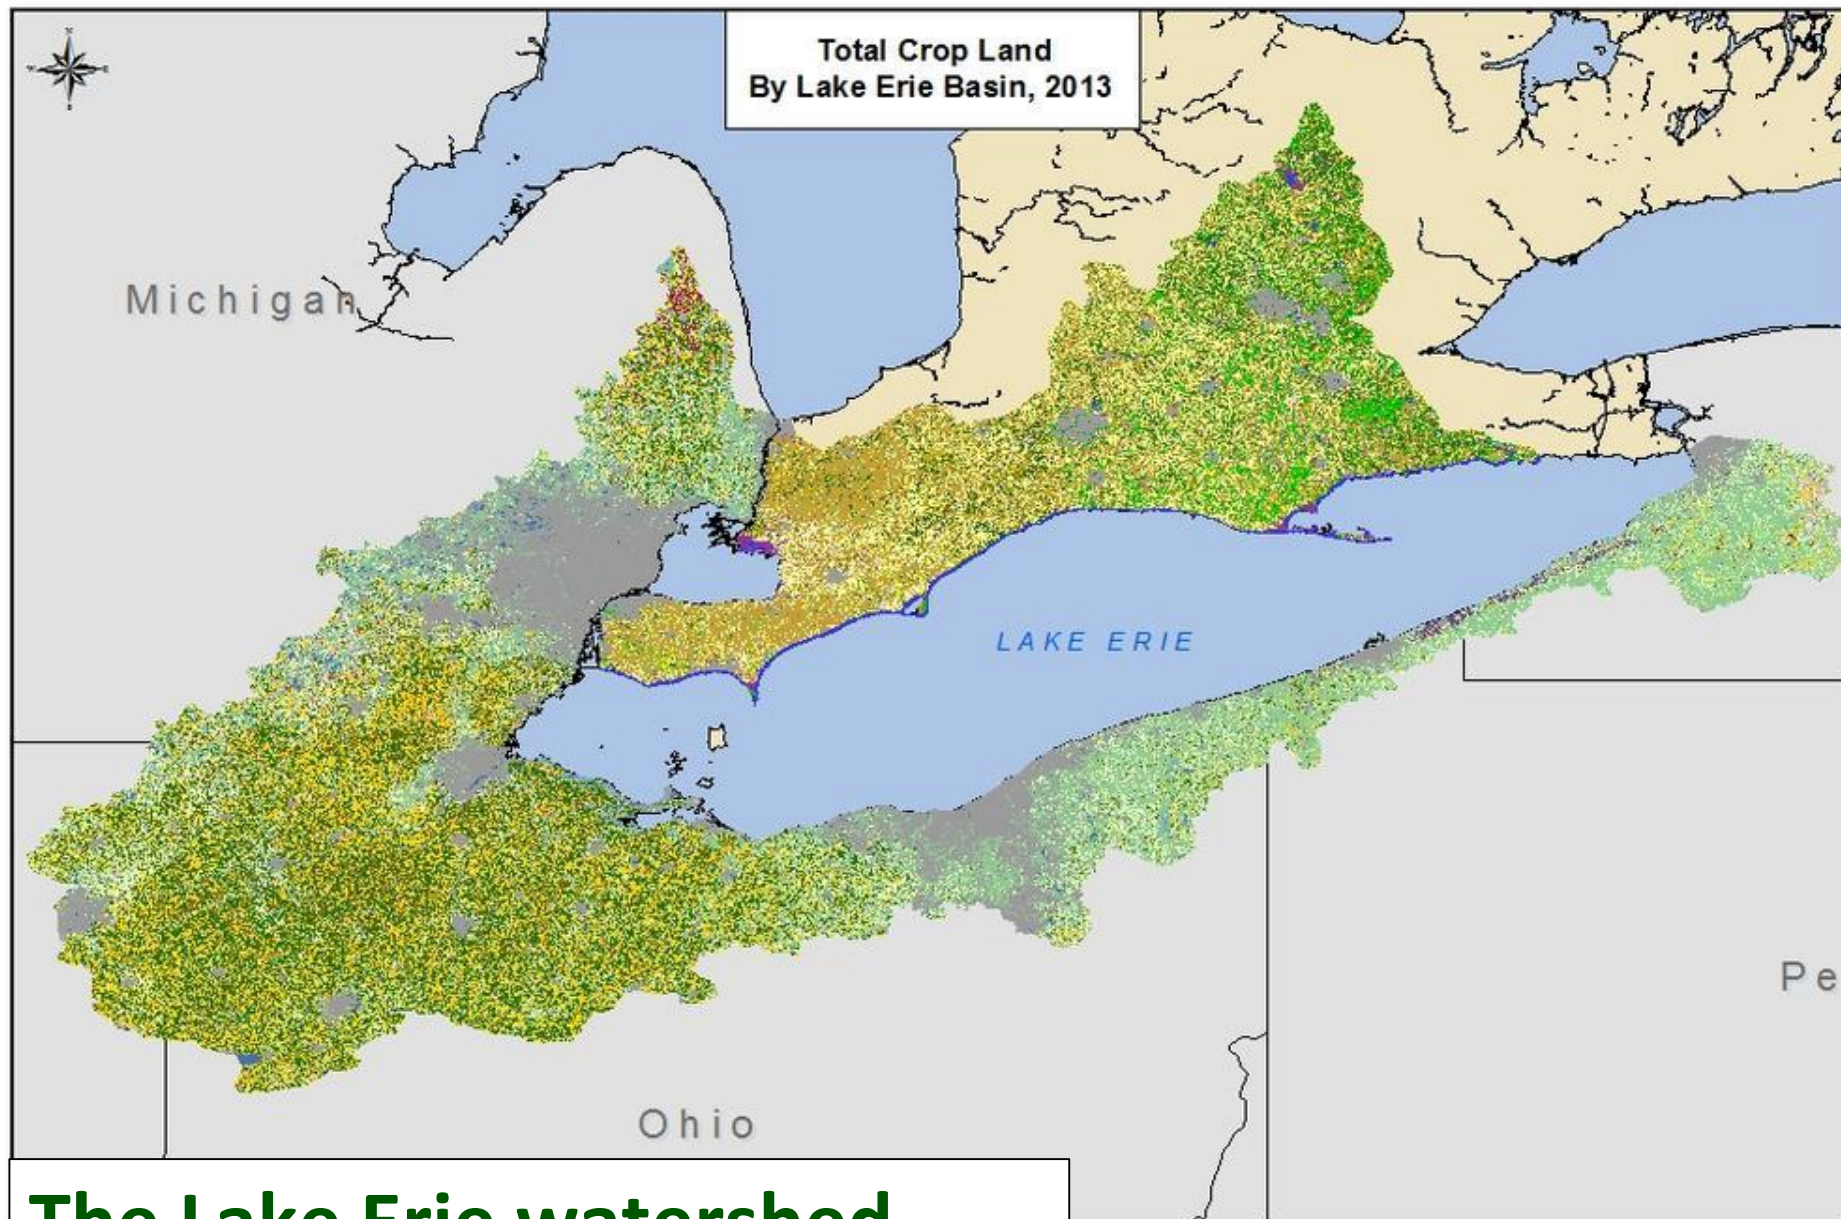 Total Crop Land
By Lake Erie Basin, 2013
Michigan
LAKE ERIE
Pe
Ohio
The Lake Erie watershed